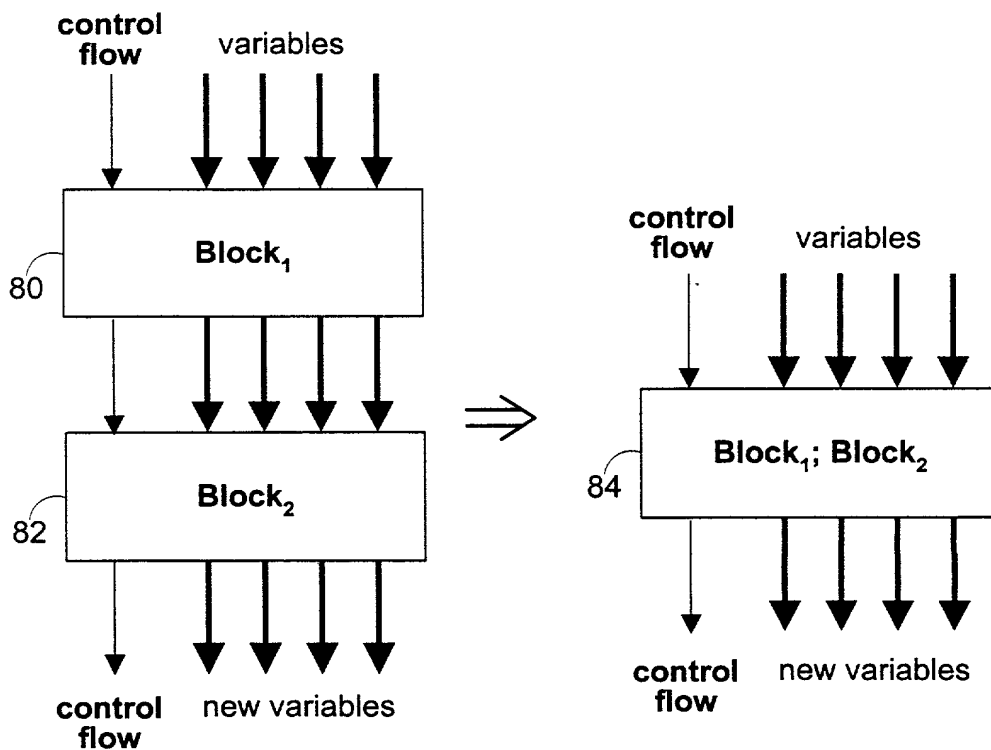 control
flow
variables
Block₁
80
Block₂
82
control
flow
new variables
control
flow
variables
Block₁; Block₂
84
control
flow
new variables